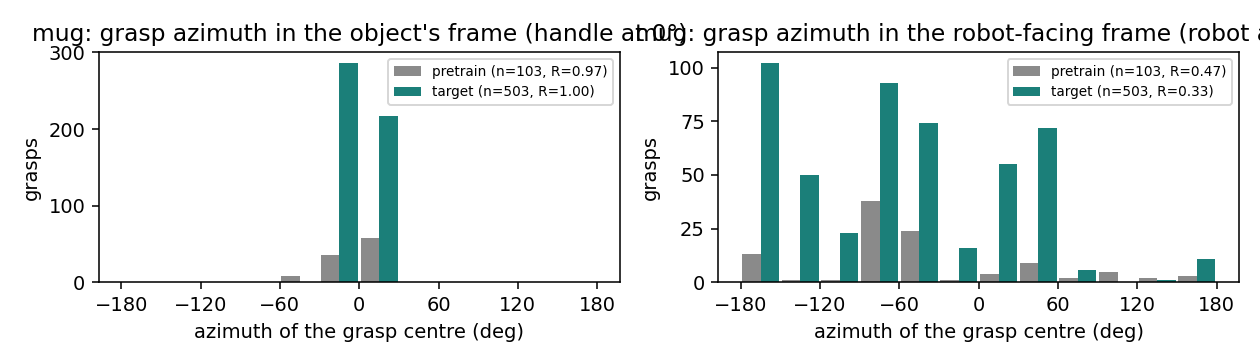 mug: grasp azimuth in the object's frame (handle at 0°)
300
200
100
0
grasps
pretrain (n=103, R=0.97)
target (n=503, R=1.00)
−180 −120 −60 0 60 120 180
azimuth of the grasp centre (deg)
mug: grasp azimuth in the robot-facing frame (robot a
100
75
50
25
0
grasps
pretrain (n=103, R=0.47)
target (n=503, R=0.33)
−180 −120 −60 0 60 120 180
azimuth of the grasp centre (deg)